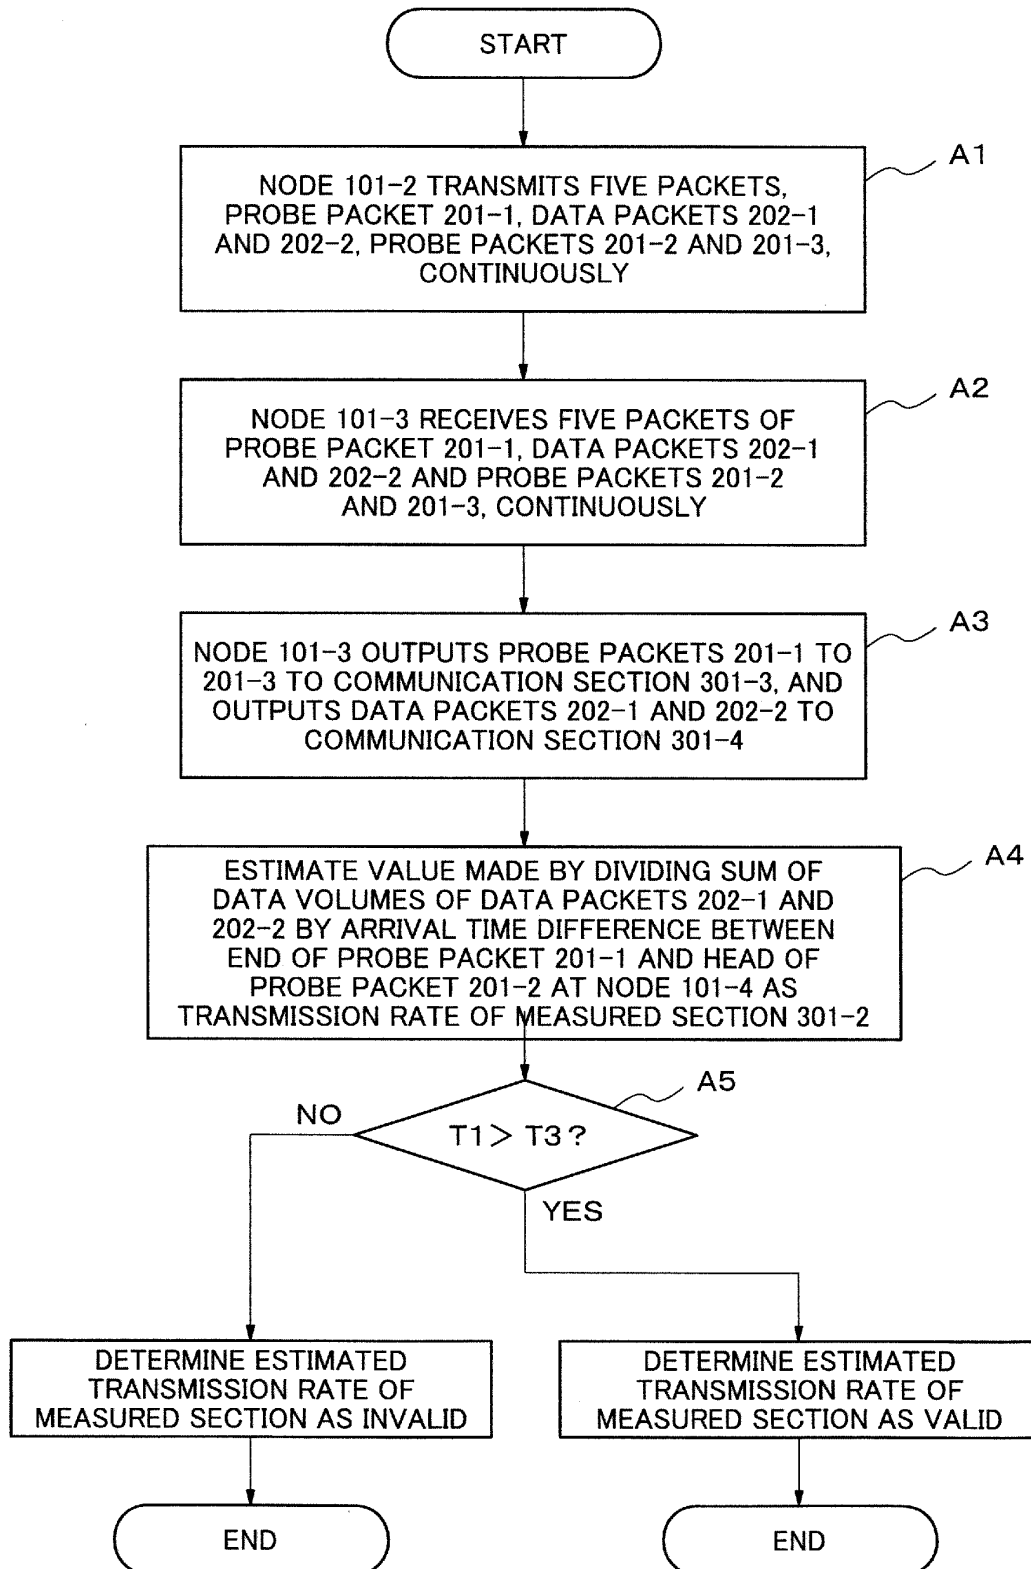 START
A1
NODE 101-2 TRANSMITS FIVE PACKETS,
PROBE PACKET 201-1, DATA PACKETS 202-1
AND 202-2, PROBE PACKETS 201-2 AND 201-3,
CONTINUOUSLY
A2
NODE 101-3 RECEIVES FIVE PACKETS OF
PROBE PACKET 201-1, DATA PACKETS 202-1
AND 202-2 AND PROBE PACKETS 201-2
AND 201-3, CONTINUOUSLY
A3
NODE 101-3 OUTPUTS PROBE PACKETS 201-1 TO
201-3 TO COMMUNICATION SECTION 301-3, AND
OUTPUTS DATA PACKETS 202-1 AND 202-2 TO
COMMUNICATION SECTION 301-4
A4
ESTIMATE VALUE MADE BY DIVIDING SUM OF
DATA VOLUMES OF DATA PACKETS 202-1 AND
202-2 BY ARRIVAL TIME DIFFERENCE BETWEEN
END OF PROBE PACKET 201-1 AND HEAD OF
PROBE PACKET 201-2 AT NODE 101-4 AS
TRANSMISSION RATE OF MEASURED SECTION 301-2
A5
NO
T1 > T3 ?
YES
DETERMINE ESTIMATED
TRANSMISSION RATE OF
MEASURED SECTION AS INVALID
DETERMINE ESTIMATED
TRANSMISSION RATE OF
MEASURED SECTION AS VALID
END
END